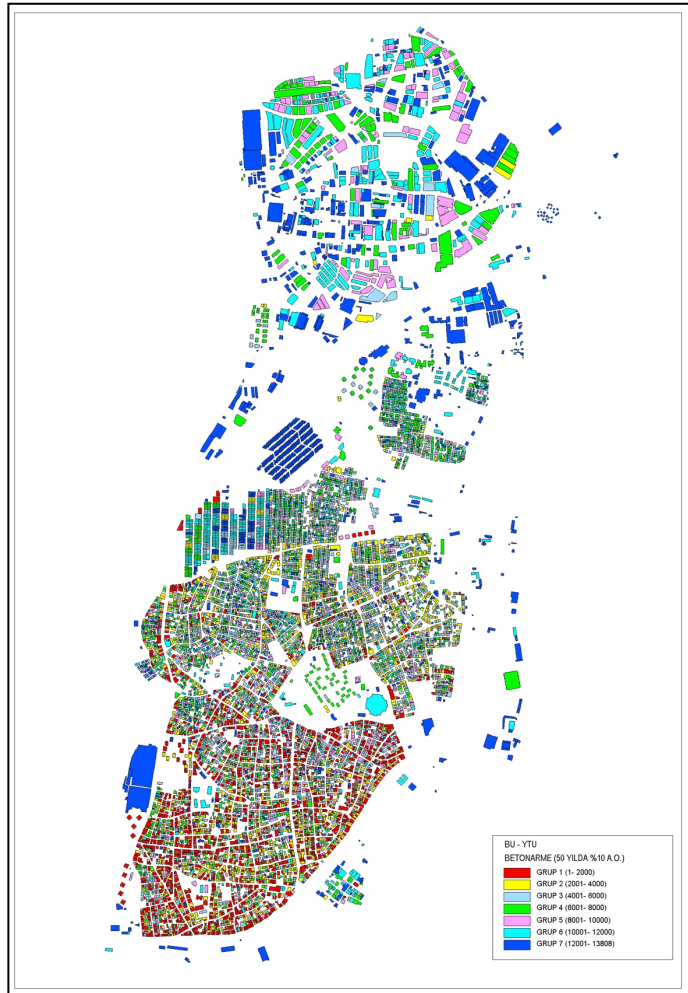 BU - YTU
BETONARME (50 YILDA %10 A.O.)
GRUP 1 (1- 2000)
GRUP 2 (2001- 4000)
GRUP 3 (4001- 6000)
GRUP 4 (6001- 8000)
GRUP 5 (8001- 10000)
GRUP 6 (10001- 12000)
GRUP 7 (12001- 13808)